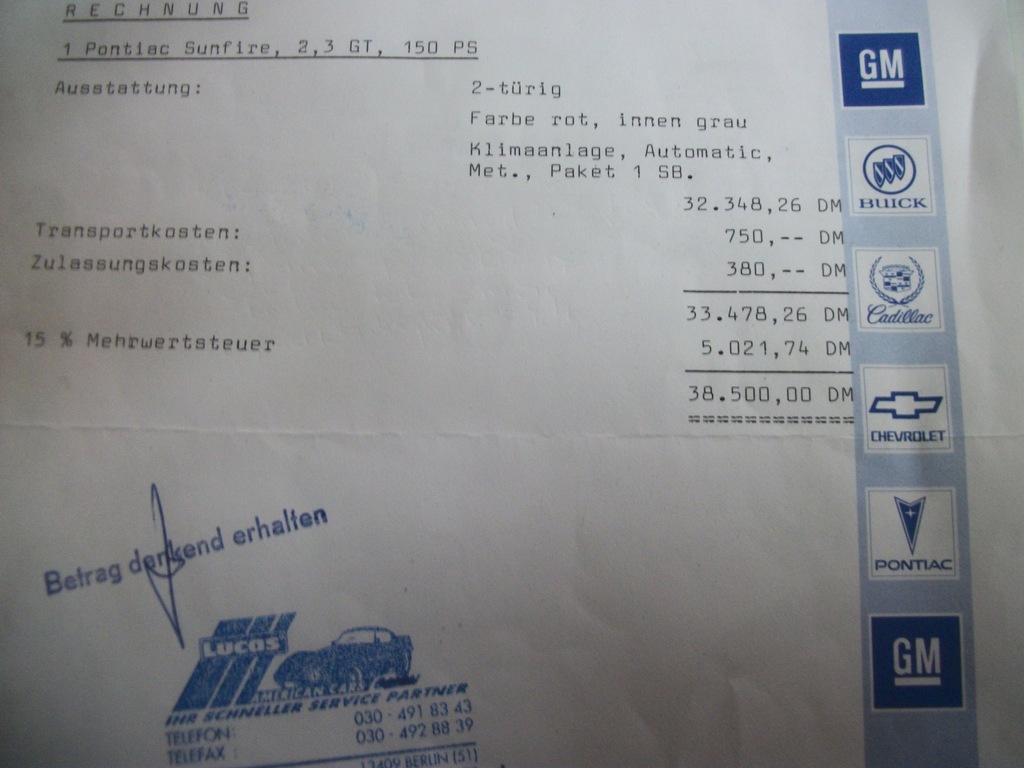 RECHNUNG
1 Pontiac Sunfire, 2,3 GT, 150 PS
Ausstattung: 2-türig
Farbe rot, innen grau
Klimaanlage, Automatic,
Met., Paket 1 SB.
32.348,26 DM
Transportkosten: 750,-- DM
Zulassungskosten: 380,-- DM
33.478,26 DM
15 % Mehrwertsteuer 5.021,74 DM
38.500,00 DM
==============
Betrag dankend erhalten
LUCAS
AMERICAN CARS
IHR SCHNELLER SERVICE PARTNER
TELEFON: 030 - 491 83 43
TELEFAX : 030 - 492 88 39
13409 BERLIN (51)
GM
BUICK
Cadillac
CHEVROLET
PONTIAC
GM